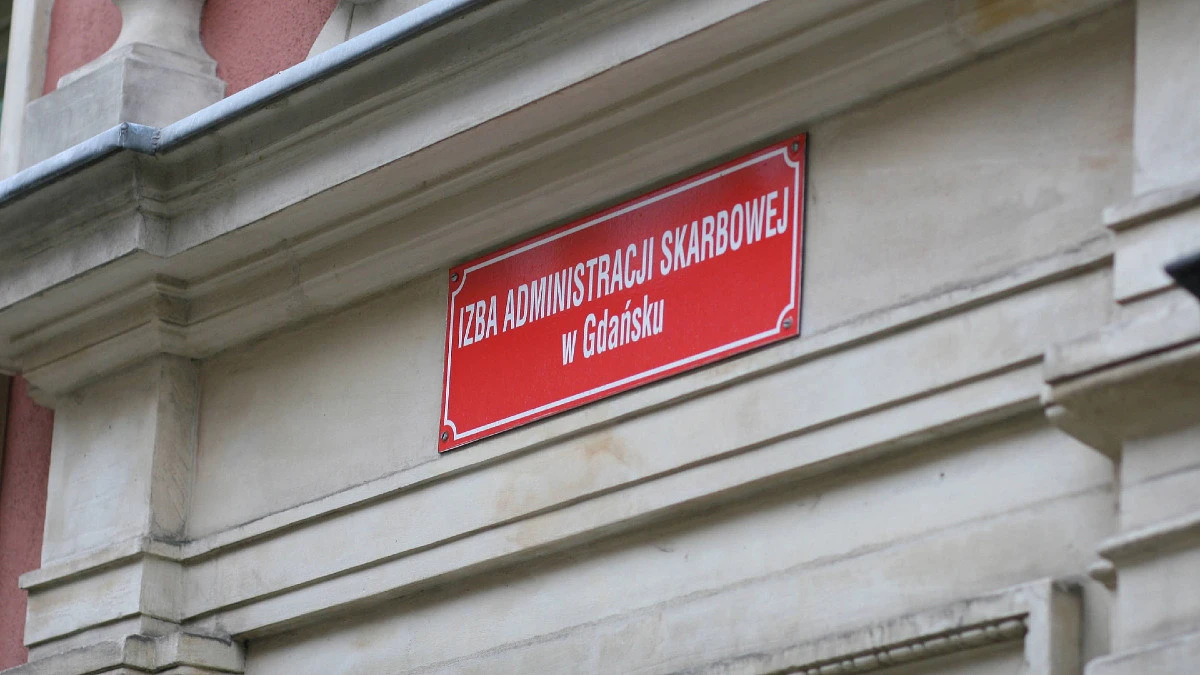 IZBA ADMINISTRACJI SKARBOWEJ
w Gdańsku